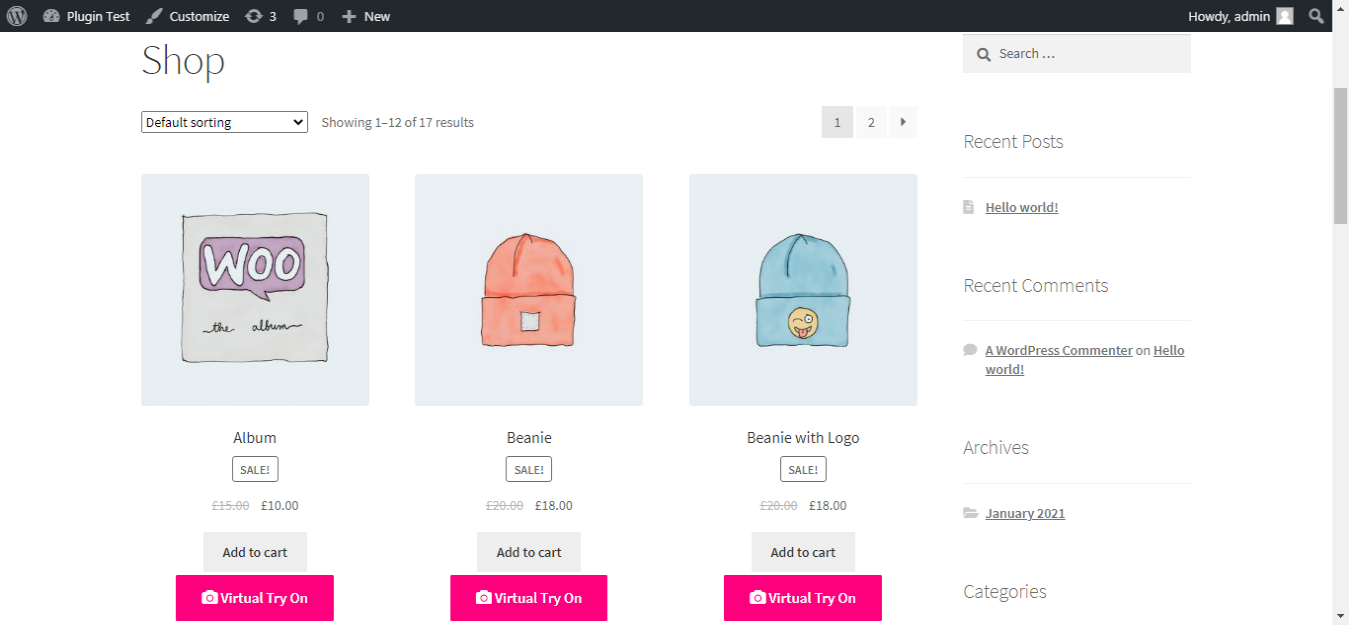 Plugin Test Customize 3 0 New Howdy, admin
Shop
Default sorting Showing 1–12 of 17 results 1 2
WOO
the album
Album
SALE!
£15.00 £10.00
Add to cart
Virtual Try On
Beanie
SALE!
£20.00 £18.00
Add to cart
Virtual Try On
Beanie with Logo
SALE!
£20.00 £18.00
Add to cart
Virtual Try On
Search …
Recent Posts
Hello world!
Recent Comments
A WordPress Commenter on Hello
world!
Archives
January 2021
Categories